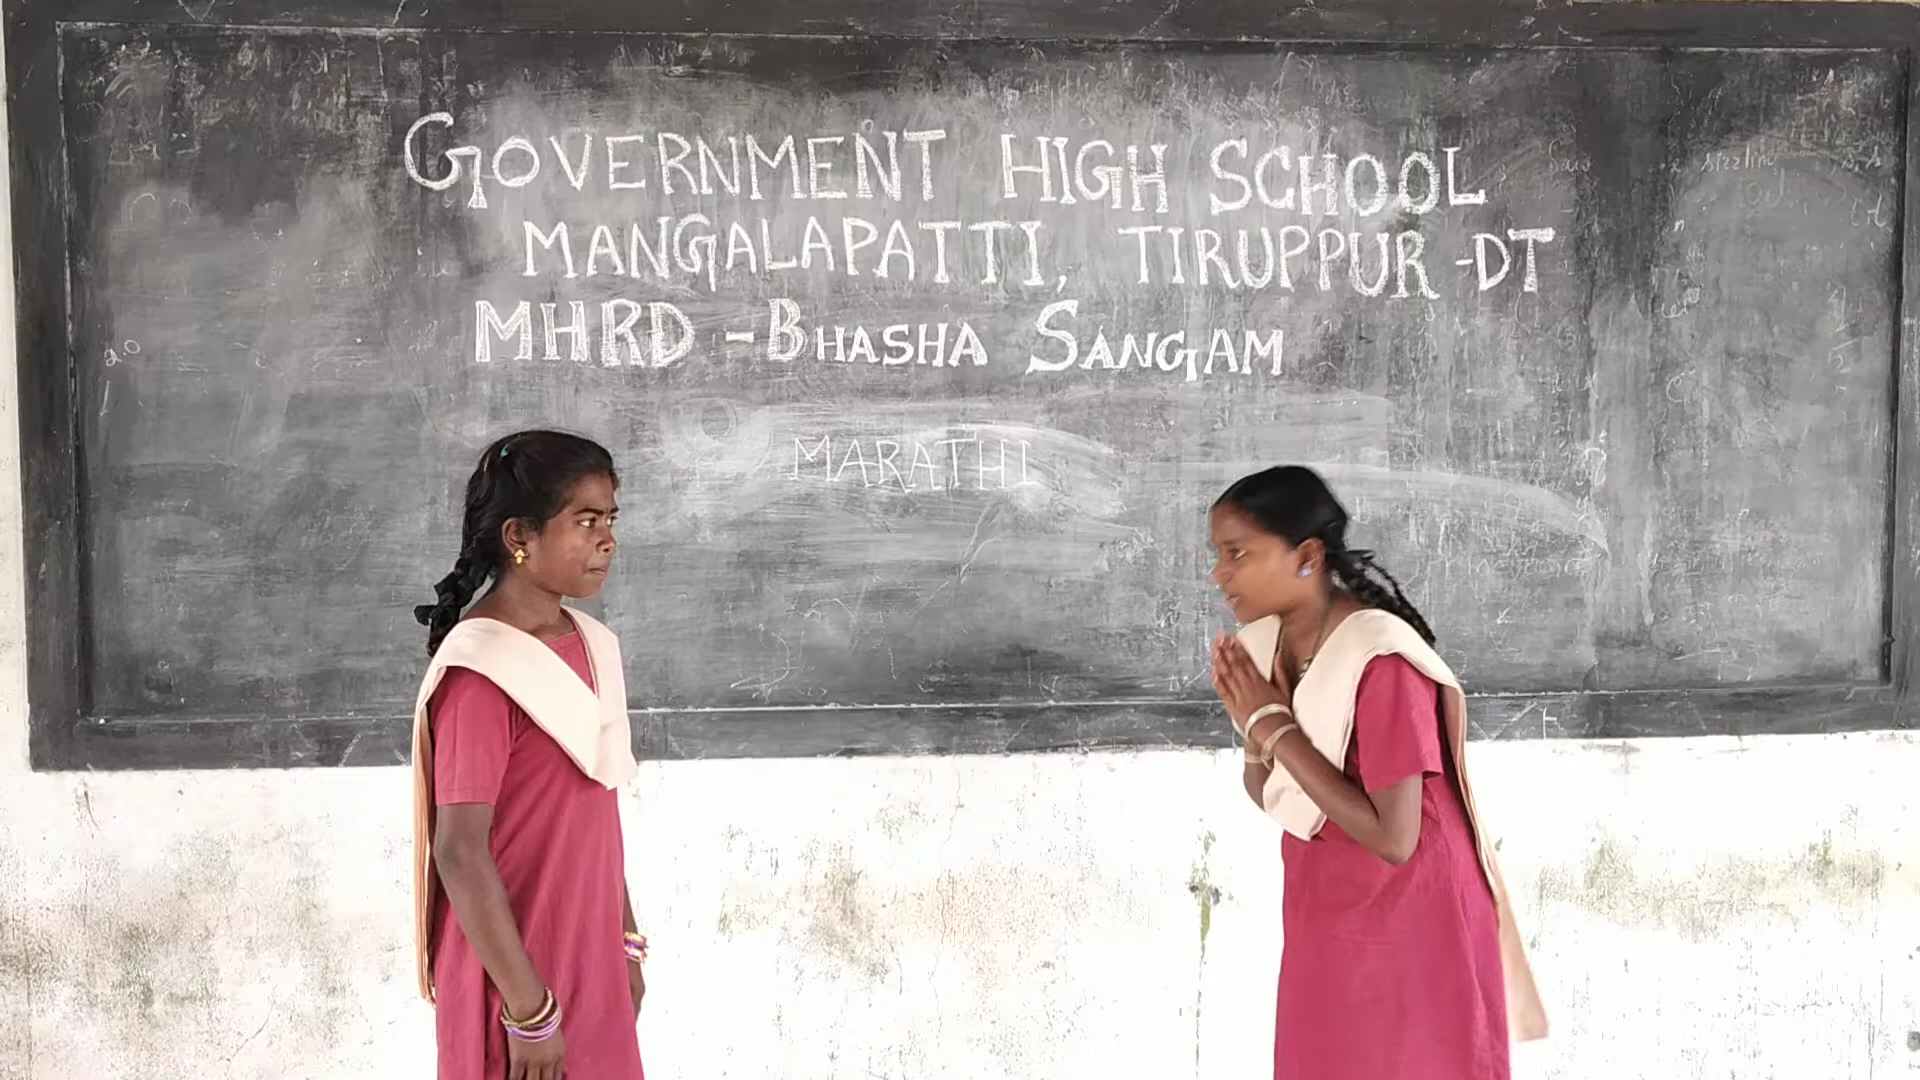 GOVERNMENT HIGH SCHOOL
MANGALAPATTI, TIRUPPUR-DT
MHRD - BHASHA SANGAM
MARATHI